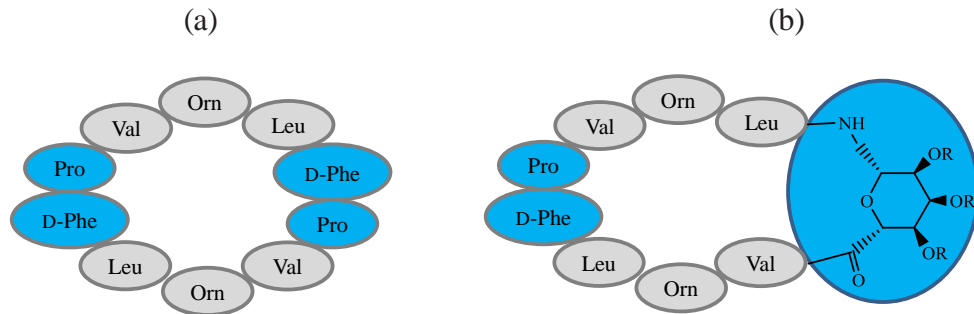 (a)
(b)
Orn
Val
Leu
Pro
D-Phe
D-Phe
Pro
Leu
Val
Orn
Orn
Val
Leu
Pro
D-Phe
Leu
Val
Orn
NH
OR
O
OR
OR
O